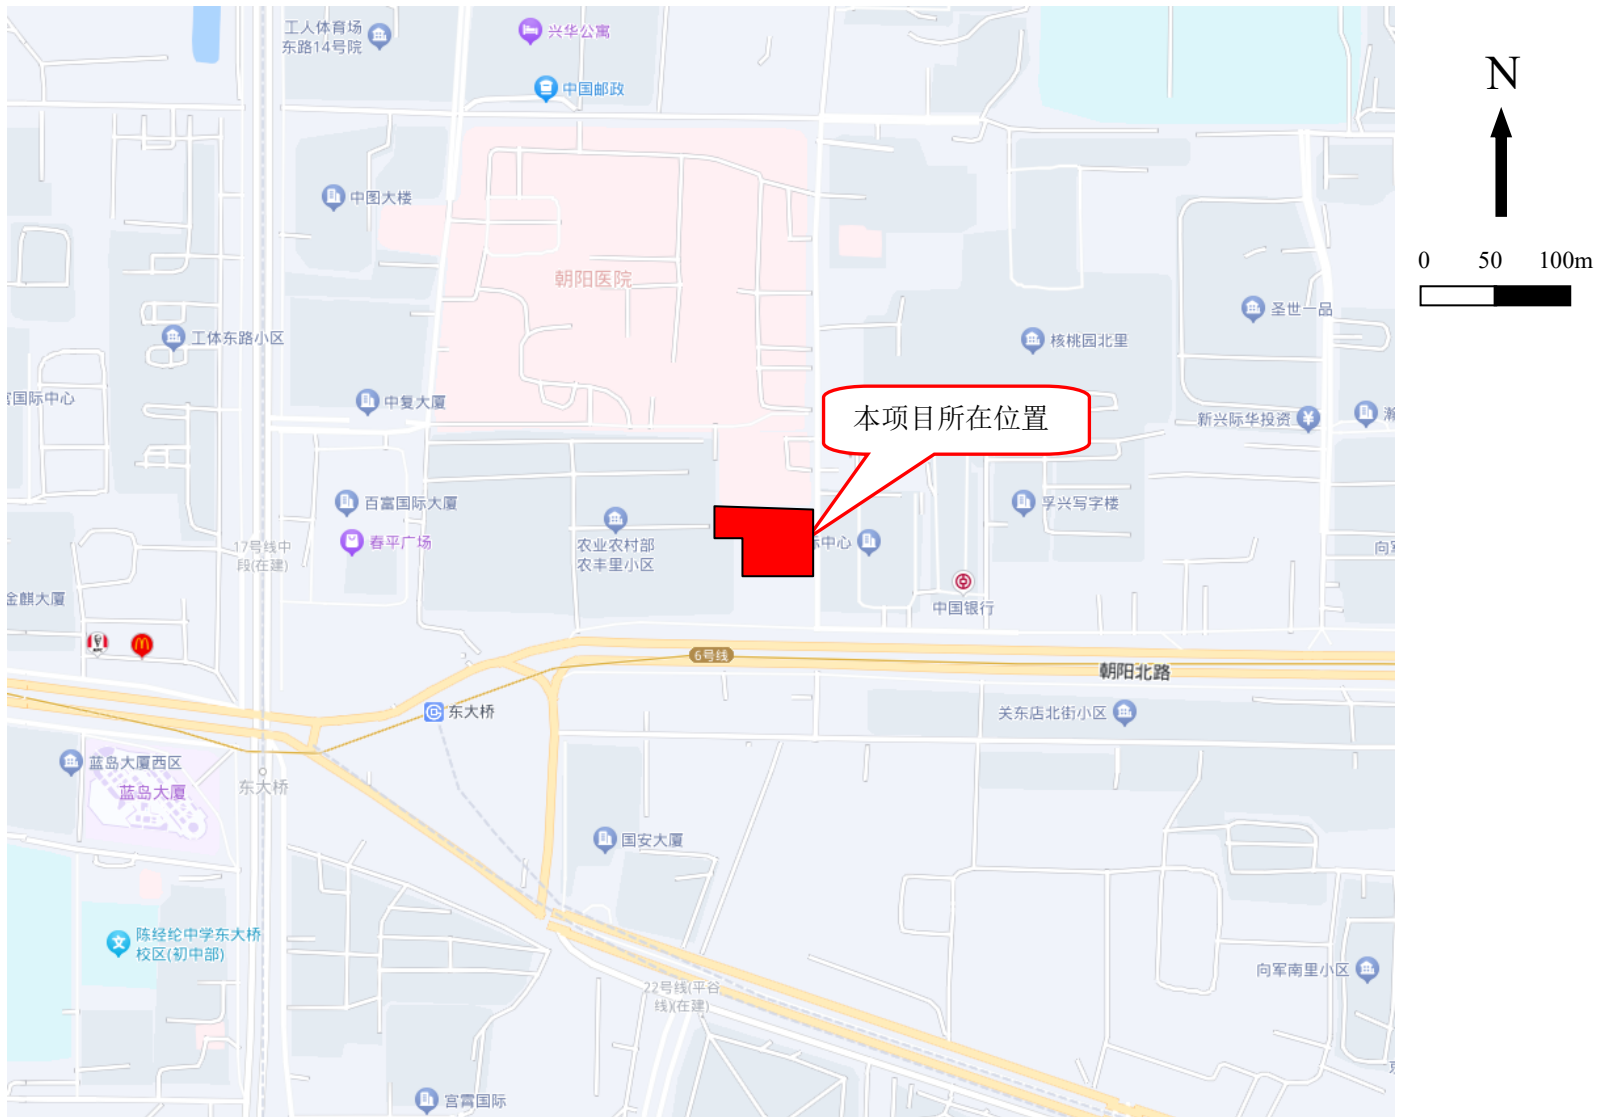 工人体育场
东路14号院
兴华公寓
中国邮政
N
中图大楼
朝阳医院
0 50 100m
圣世一品
工体东路小区
核桃园北里
国际中心
中复大厦
本项目所在位置
新兴际华投资
瀚
百富国际大厦
孚兴写字楼
春平广场
农业农村部
农丰里小区
中心
17号线中
段(在建)
向军
金麒大厦
中国银行
6号线
朝阳北路
东大桥
关东店北街小区
蓝岛大厦西区
蓝岛大厦
东大桥
国安大厦
陈经纶中学东大桥
校区(初中部)
向军南里小区
22号线(平谷
线)(在建)
宫霄国际